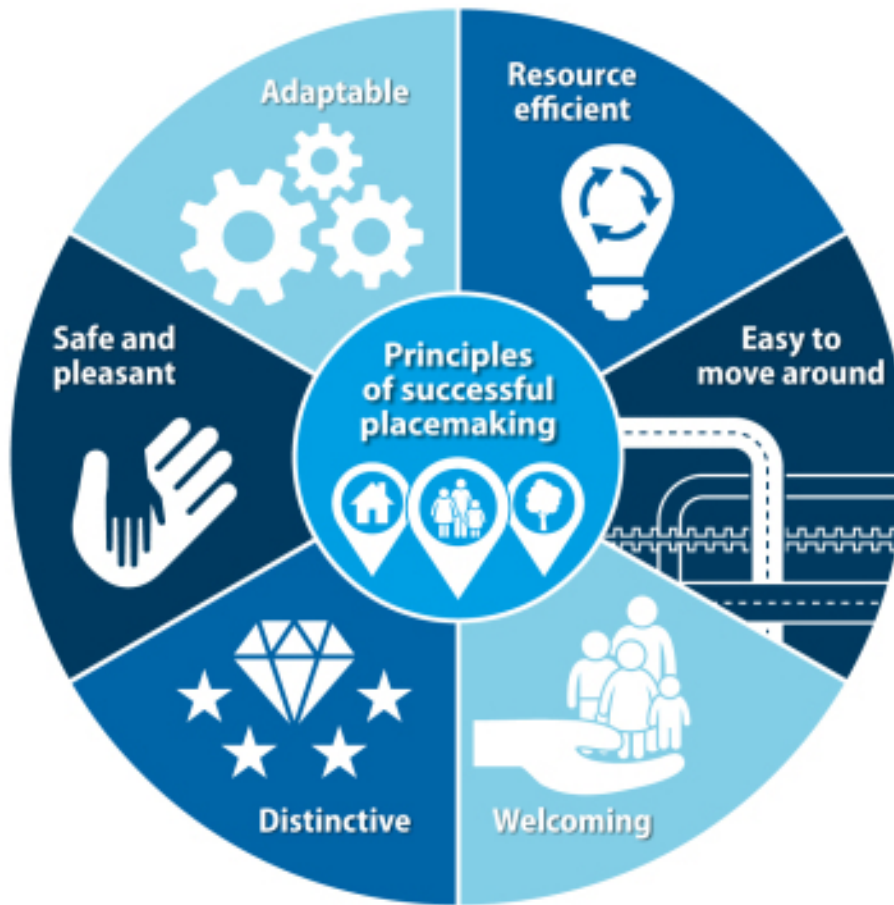 Adaptable
Resource
efficient
Safe and
pleasant
Principles
of successful
placemaking
Easy to
move around
Distinctive
Welcoming